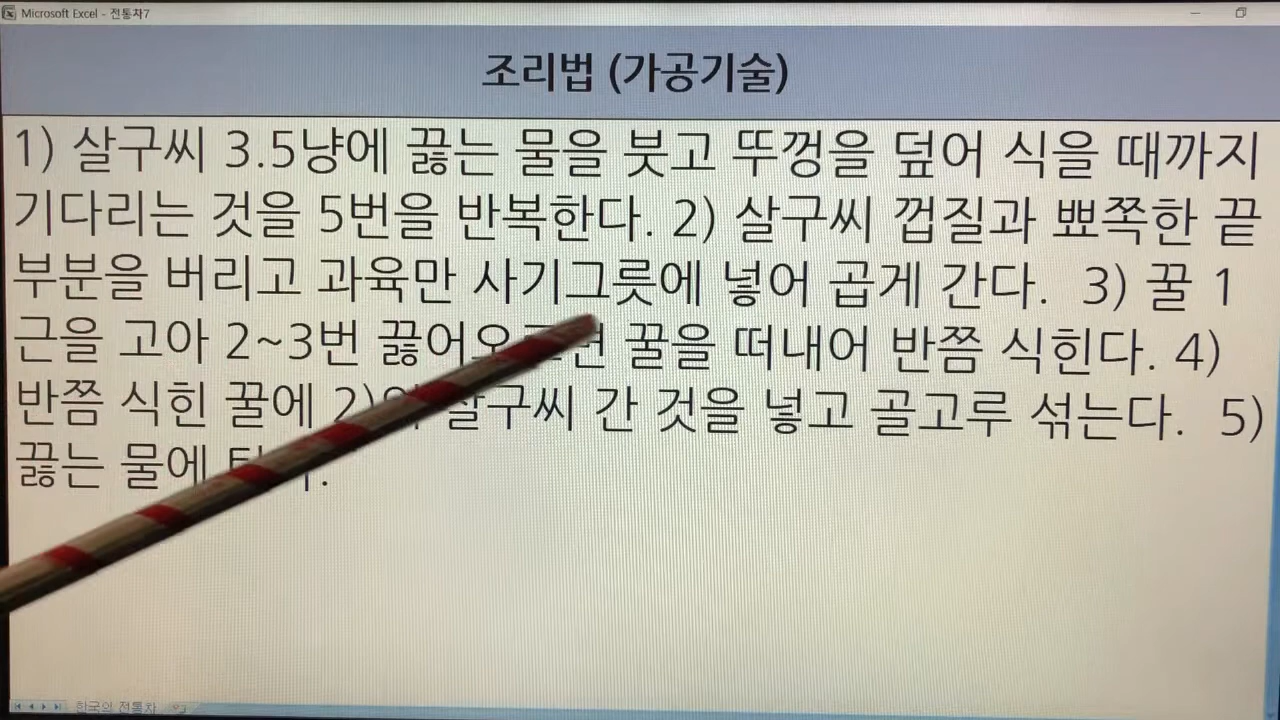 Microsoft Excel - 전통차7
조리법 (가공기술)
1) 살구씨 3.5냥에 끓는 물을 붓고 뚜껑을 덮어 식을 때까지
기다리는 것을 5번을 반복한다. 2) 살구씨 껍질과 뾰쪽한 끝
부분을 버리고 과육만 사기그릇에 넣어 곱게 간다. 3) 꿀 1
근을 고아 2~3번 꿀을 떠내어 반쯤 식힌다. 4)
반쯤 식힌 꿀에 살구씨 간 것을 넣고 골고루 섞는다. 5)
끓는 물에
한국의 전통차